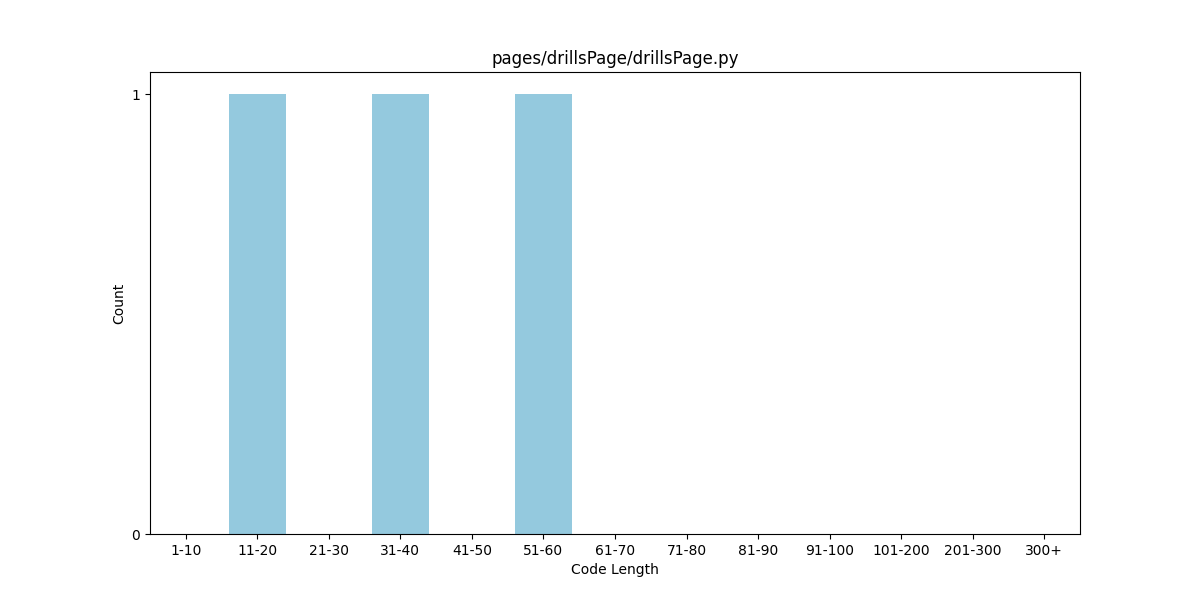 pages/drillsPage/drillsPage.py
1
Count
0
1-10 11-20 21-30 31-40 41-50 51-60 61-70 71-80 81-90 91-100 101-200 201-300 300+
Code Length